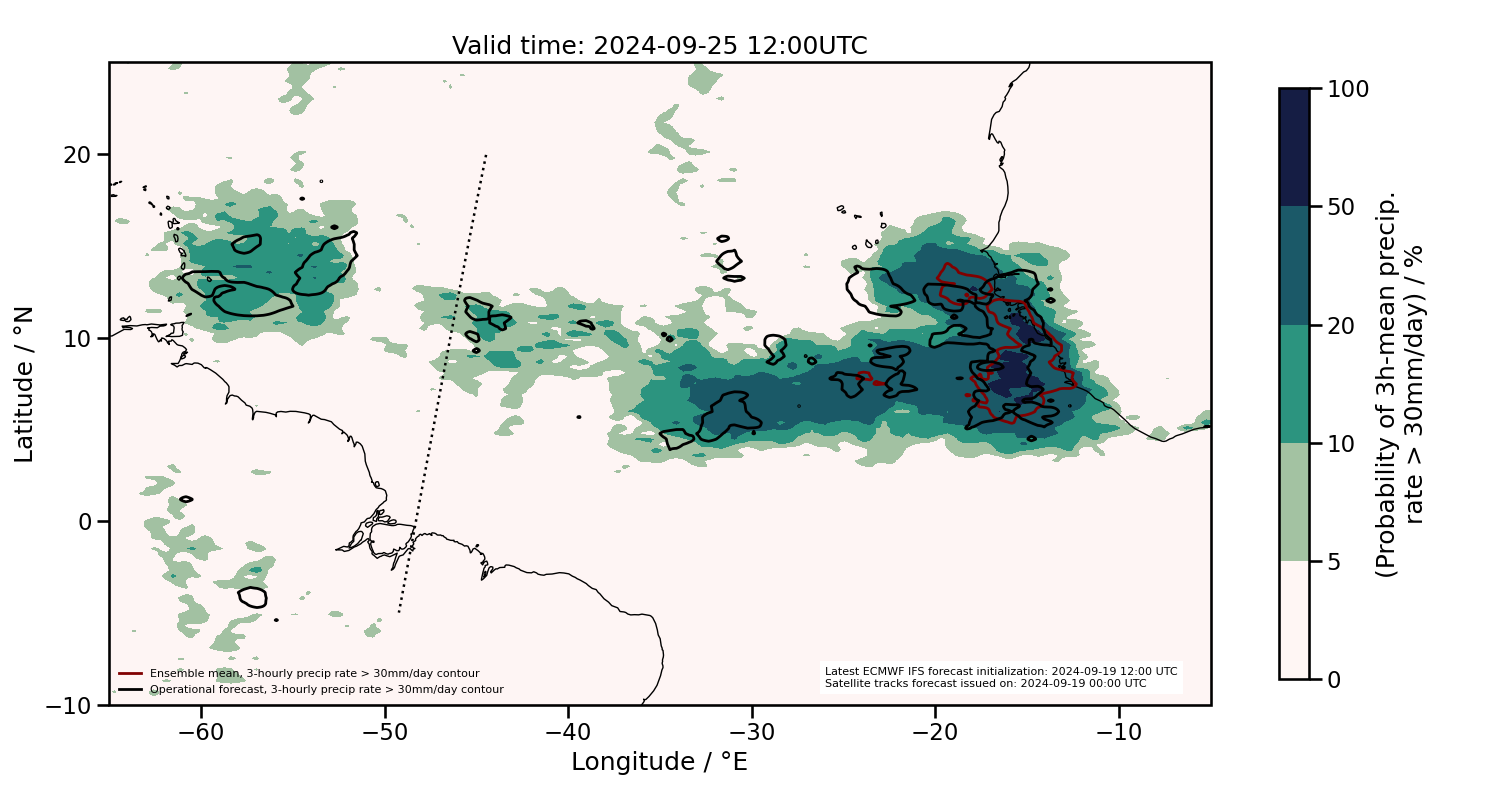 Valid time: 2024-09-25 12:00UTC
20
10
0
−10
Latitude / °N
−60
−50
−40
−30
−20
−10
Longitude / °E
Ensemble mean, 3-hourly precip rate > 30mm/day contour
Operational forecast, 3-hourly precip rate > 30mm/day contour
Latest ECMWF IFS forecast initialization: 2024-09-19 12:00 UTC
Satellite tracks forecast issued on: 2024-09-19 00:00 UTC
100
50
20
10
5
0
(Probability of 3h-mean precip.
rate > 30mm/day) / %